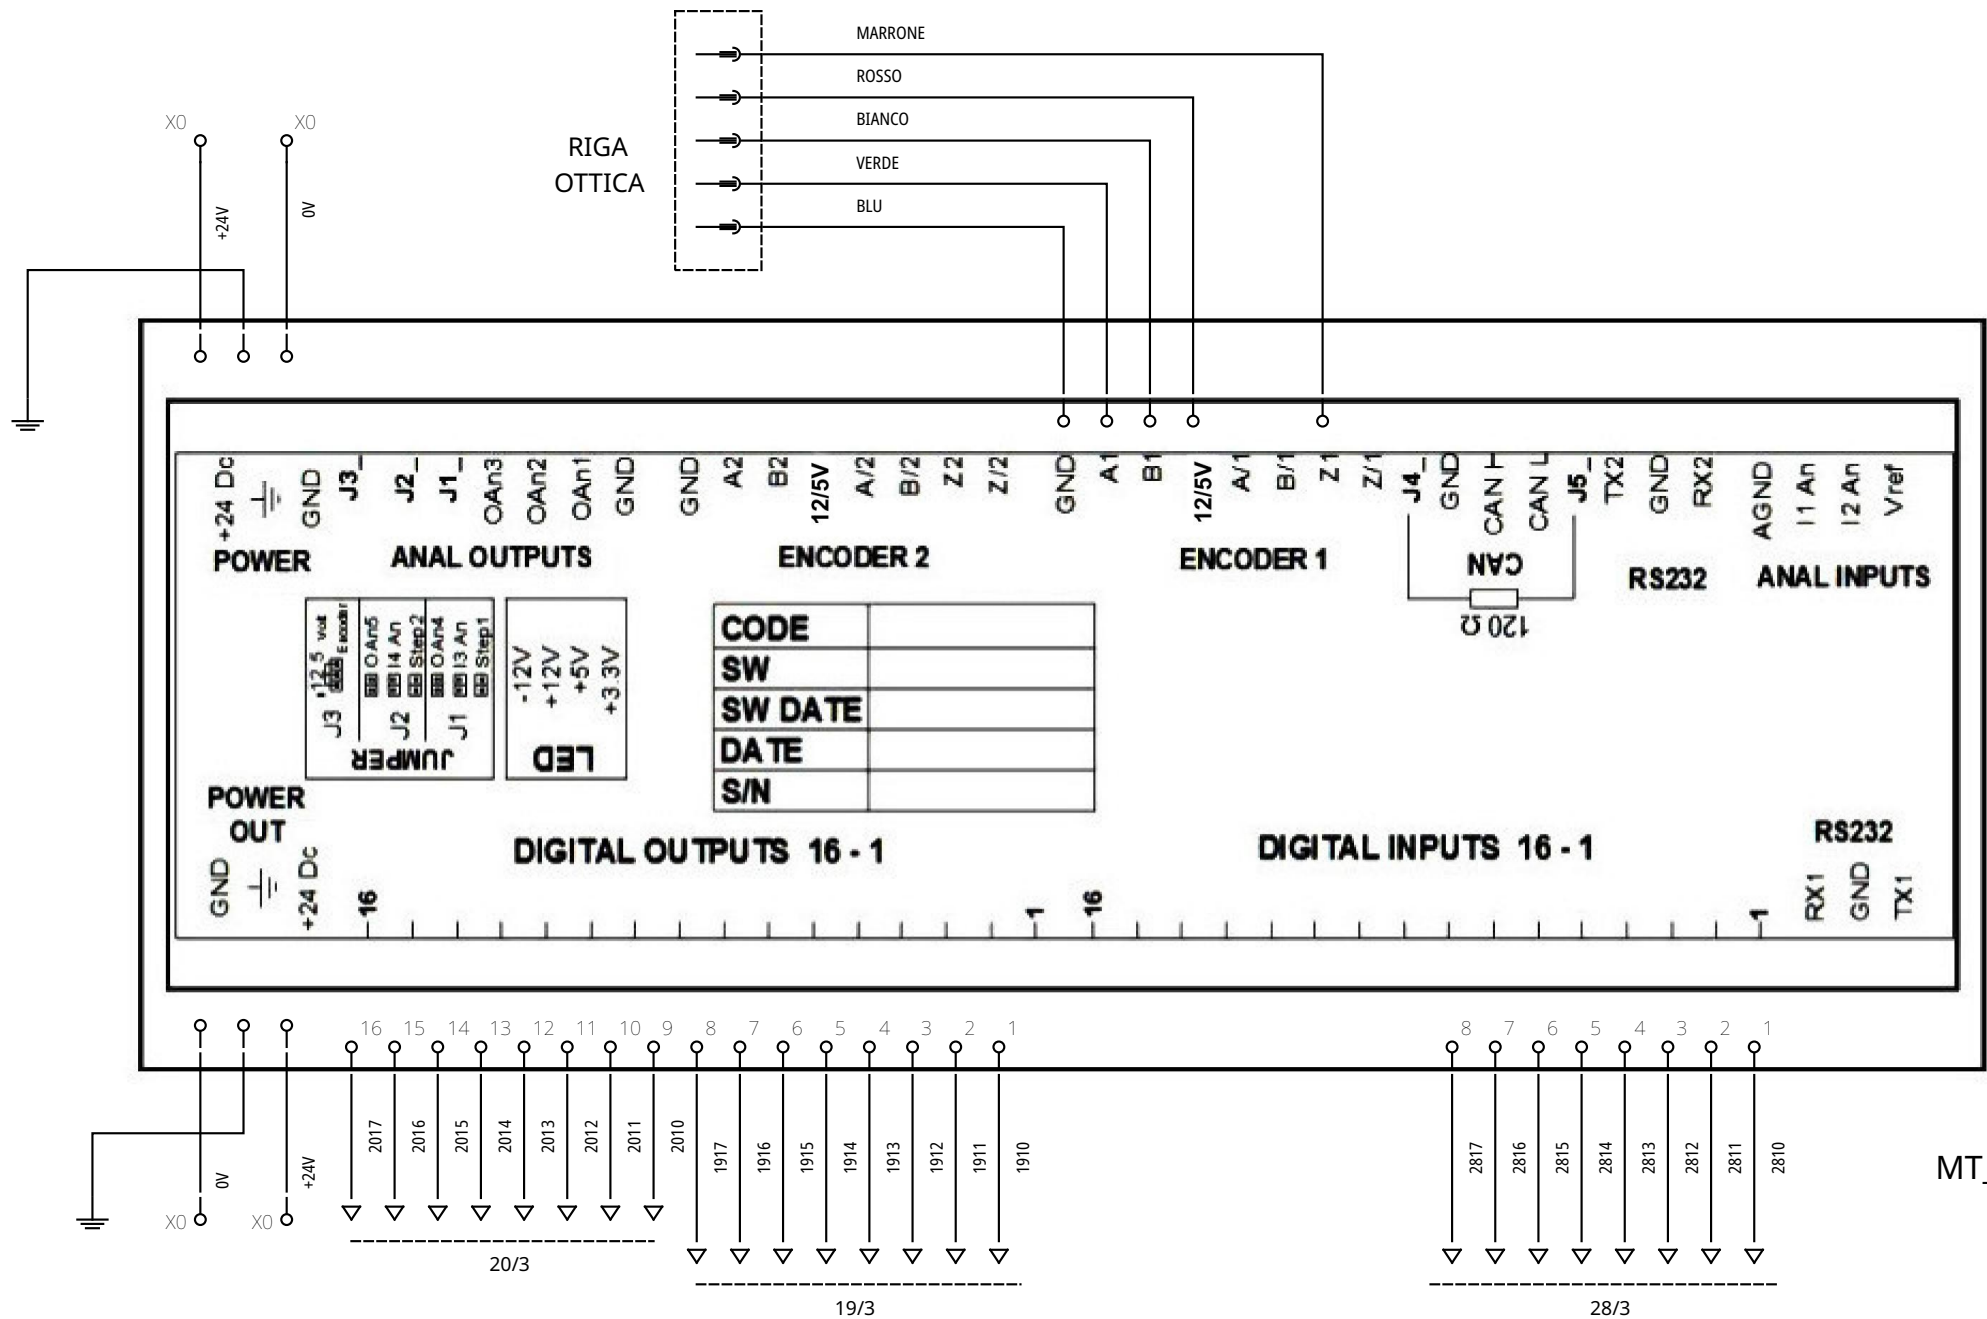 MARRONE
ROSSO
BIANCO
VERDE
BLU
RIGA
OTTICA
X0 X0
+24V 0V
+24 Dc GND J3_ J2_ J1_ OAn3 OAn2 OAn1 GND GND A2 B2 12/5V A/2 B/2 Z2 Z/2 GND A1 B1 12/5V A/1 B/1 Z1 Z/1 J4_ GND CAN H CAN L J5_ TX2 GND RX2 AGND I1 An I2 An Vref
POWER ANAL OUTPUTS ENCODER 2 ENCODER 1 CAN RS232 ANAL INPUTS
120 Ω
12 5 Volt Encoder
OAn5 I4 An Step2 OAn4 I3 An Step1
J3 J2 J1
JUMPER
-12V +12V +5V +3.3V
LED
CODE
SW
SW DATE
DATE
S/N
POWER
OUT
GND +24 Dc
DIGITAL OUTPUTS 16 - 1
DIGITAL INPUTS 16 - 1
RS232
RX1 GND TX1
16 1 16 1
16 15 14 13 12 11 10 9 8 7 6 5 4 3 2 1
8 7 6 5 4 3 2 1
2017 2016 2015 2014 2013 2012 2011 2010
1917 1916 1915 1914 1913 1912 1911 1910
2817 2816 2815 2814 2813 2812 2811 2810
0V +24V
X0 X0
MT_
20/3
19/3
28/3